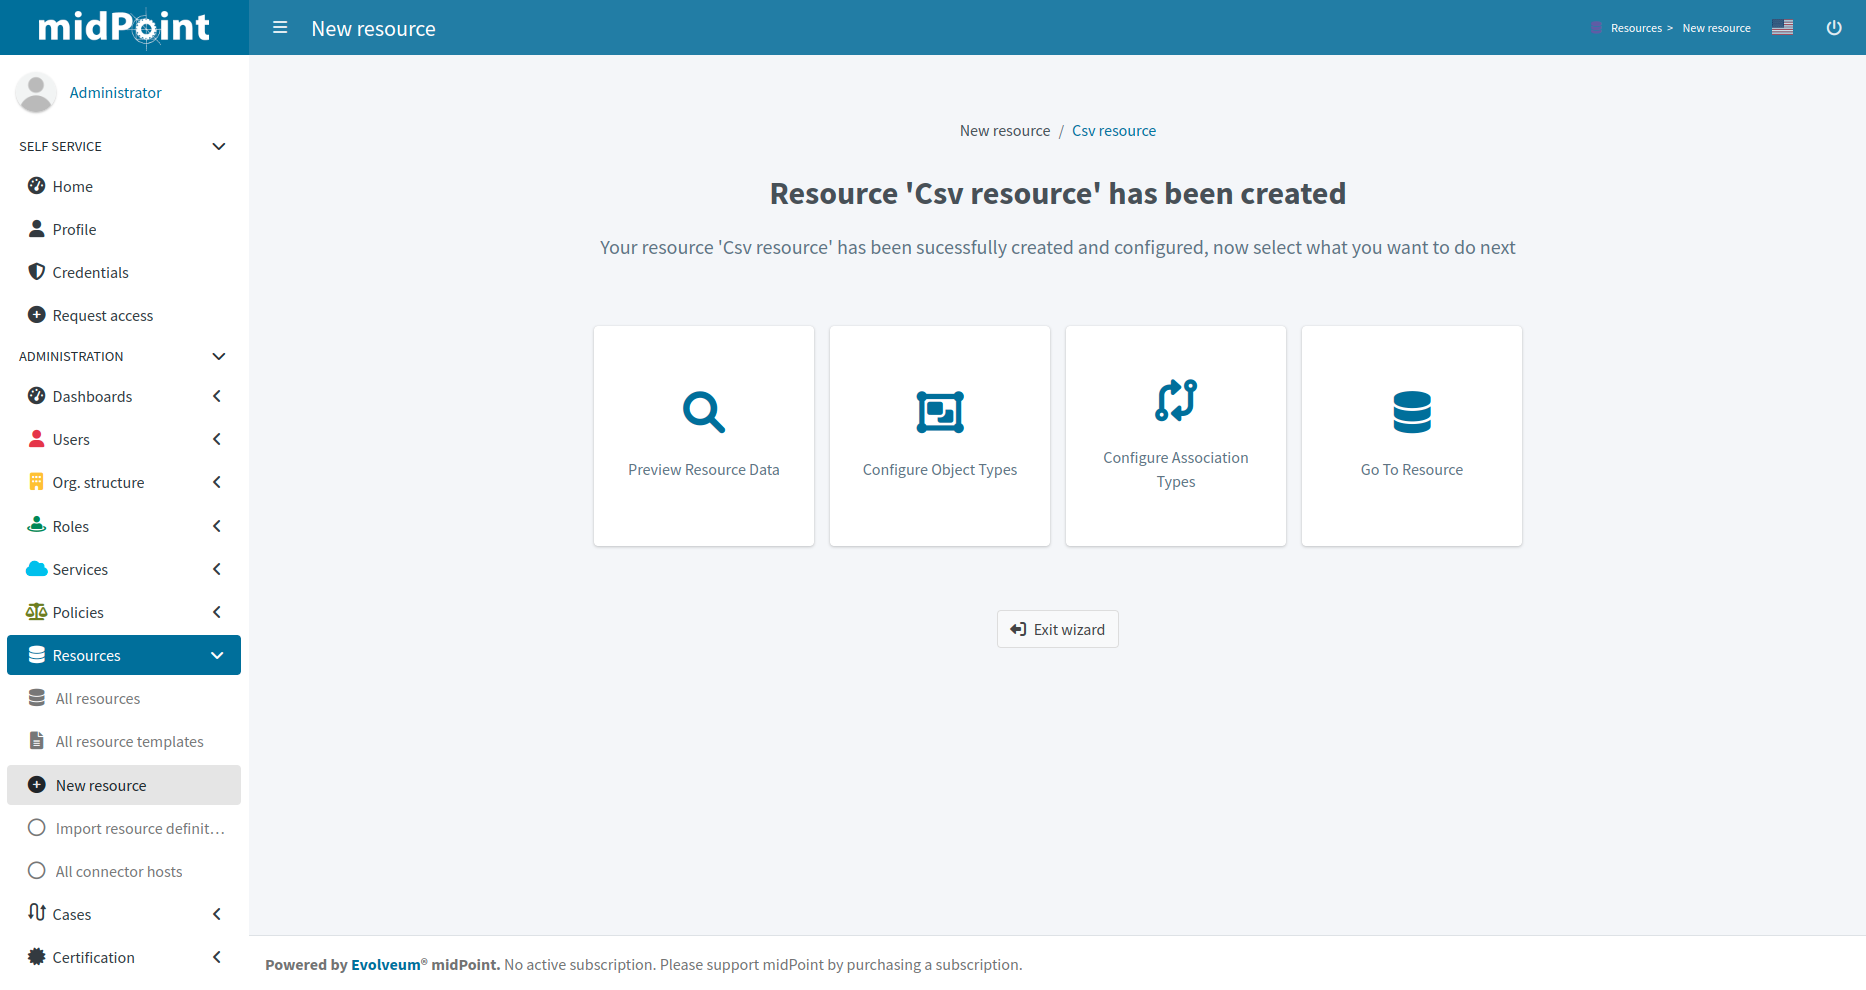 midPoint
New resource
Resources > New resource
Administrator
SELF SERVICE
Home
Profile
Credentials
Request access
ADMINISTRATION
Dashboards
Users
Org. structure
Roles
Services
Policies
Resources
All resources
All resource templates
New resource
Import resource definit...
All connector hosts
Cases
Certification
New resource / Csv resource
Resource 'Csv resource' has been created
Your resource 'Csv resource' has been sucessfully created and configured, now select what you want to do next
Preview Resource Data
Configure Object Types
Configure Association
Types
Go To Resource
Exit wizard
Powered by Evolveum® midPoint. No active subscription. Please support midPoint by purchasing a subscription.